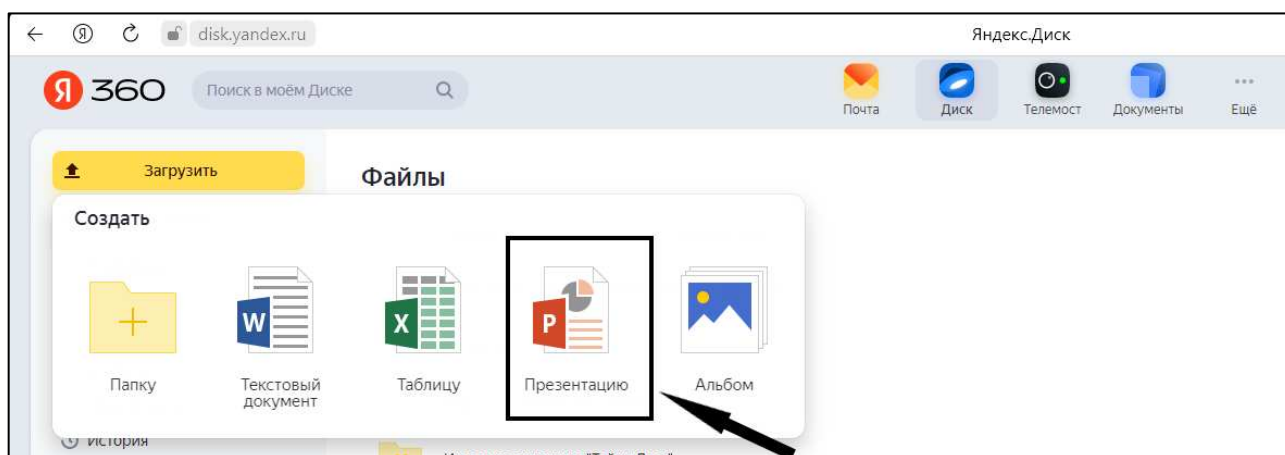 disk.yandex.ru
Яндекс.Диск
Я 360
Поиск в моём Диске
Почта
Диск
Телемост
Документы
Ещё
Загрузить
Файлы
Создать
W
X
P
Папку
Текстовый
документ
Таблицу
Презентацию
Альбом
История